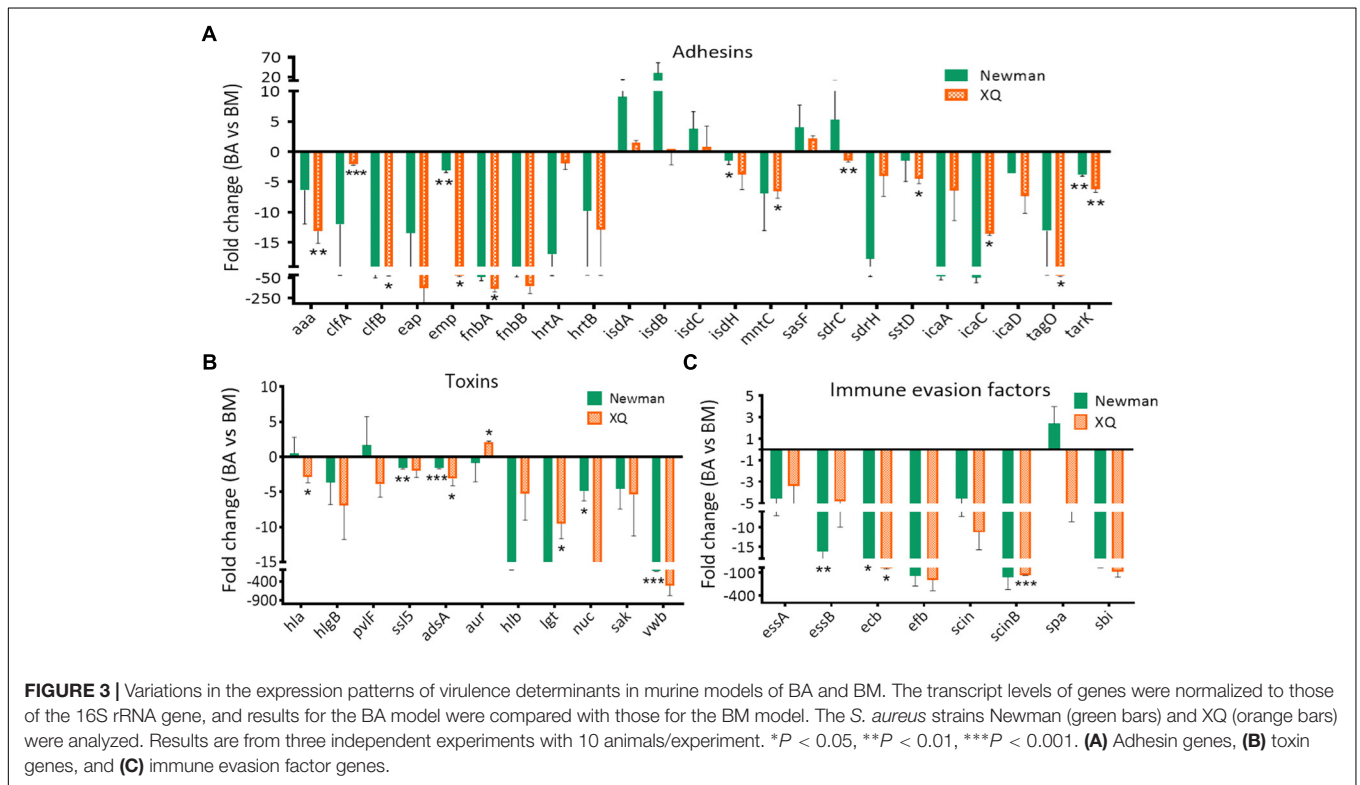 A
Adhesins
Fold change (BA vs BM)
70
20
10
5
0
-5
-10
-15
-50
-250
Newman
XQ
***
**
*
**
*
*
*
*
**
*
*
*
**
**
aaa clfA clfB eap emp fnbA fnbB hrtA hrtB isdA isdB isdC isdH mntC sasF sdrC sdrH sstD icaA icaC icaD tagO tarK
B
Toxins
Fold change (BA vs BM)
10
5
0
-5
-10
-15
-400
-900
Newman
XQ
*
**
***
*
*
*
*
***
hla hlgB pvlF ssl5 adsA aur hlb lgt nuc sak vwb
C
Immune evasion factors
Fold change (BA vs BM)
5
3
1
-1
-3
-5
-10
-15
-100
-400
Newman
XQ
**
*
*
***
essA essB ecb efb scin scinB spa sbi
FIGURE 3 | Variations in the expression patterns of virulence determinants in murine models of BA and BM. The transcript levels of genes were normalized to those
of the 16S rRNA gene, and results for the BA model were compared with those for the BM model. The S. aureus strains Newman (green bars) and XQ (orange bars)
were analyzed. Results are from three independent experiments with 10 animals/experiment. *P < 0.05, **P < 0.01, ***P < 0.001. (A) Adhesin genes, (B) toxin
genes, and (C) immune evasion factor genes.